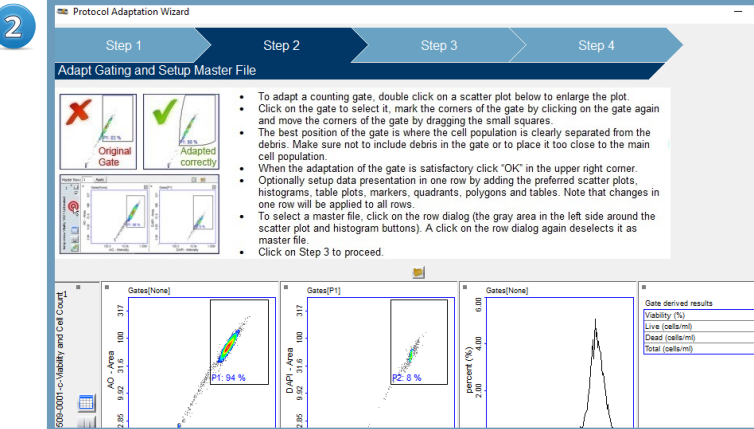 2
Protocol Adaptation Wizard
Step 1
Step 2
Step 3
Step 4
Adapt Gating and Setup Master File
Original
Gate
Adapted
correctly
• To adapt a counting gate, double click on a scatter plot below to enlarge the plot.
• Click on the gate to select it, mark the corners of the gate by clicking on the gate again
and move the corners of the gate by dragging the small squares.
• The best position of the gate is where the cell population is clearly separated from the
debris. Make sure not to include debris in the gate or to place it too close to the main
cell population.
• When the adaptation of the gate is satisfactory click "OK" in the upper right corner.
• Optionally setup data presentation in one row by adding the preferred scatter plots,
histograms, table plots, markers, quadrants, polygons and tables. Note that changes in
one row will be applied to all rows.
• To select a master file, click on the row dialog (the gray area in the left side around the
scatter plot and histogram buttons). A click on the row dialog again deselects it as
master file.
• Click on Step 3 to proceed.
509-0001-c-Viability and Cell Count
1
Gates[None]
317
100
31.6
9.92
2.85
AO - Area
P1: 94 %
Gates[P1]
317
100
31.6
9.92
2.85
DAPI - Area
P2: 8 %
Gates[None]
6.00
4.00
2.00
percent (%)
Gate derived results
Viability (%)
Live (cells/ml)
Dead (cells/ml)
Total (cells/ml)